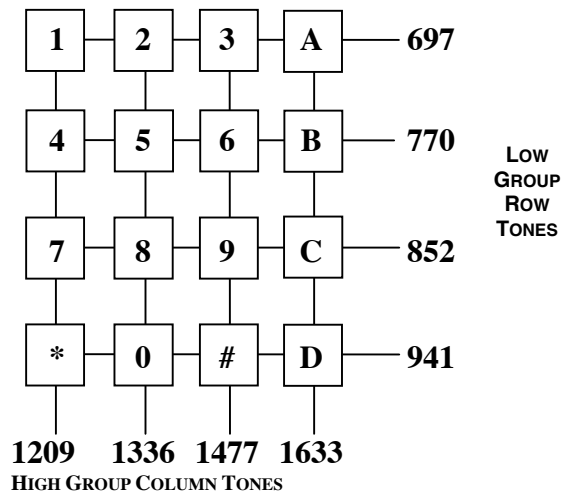 1 2 3 A 697
4 5 6 B 770
LOW
GROUP
ROW
TONES
7 8 9 C 852
* 0 # D 941
1209 1336 1477 1633
HIGH GROUP COLUMN TONES